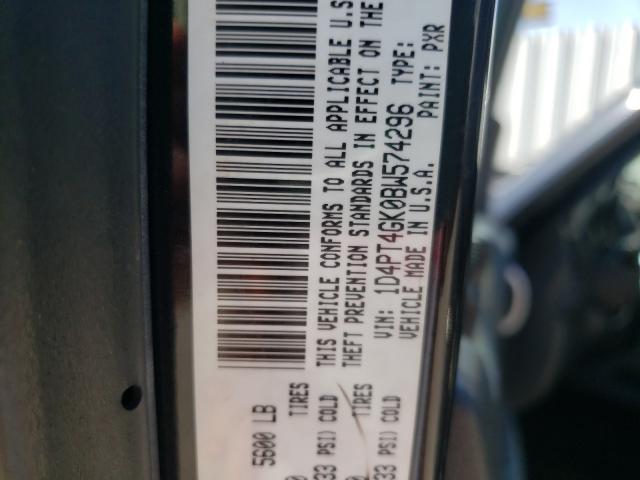 5600 LB
TIRES
33 PSI) COLD
TIRES
33 PSI) COLD
THIS VEHICLE CONFORMS TO ALL APPLICABLE U.S
THEFT PREVENTION STANDARDS IN EFFECT ON THE
VIN: 1D4PT4GK0BW574296 TYPE:
VEHICLE MADE IN U.S.A. PAINT: PXR